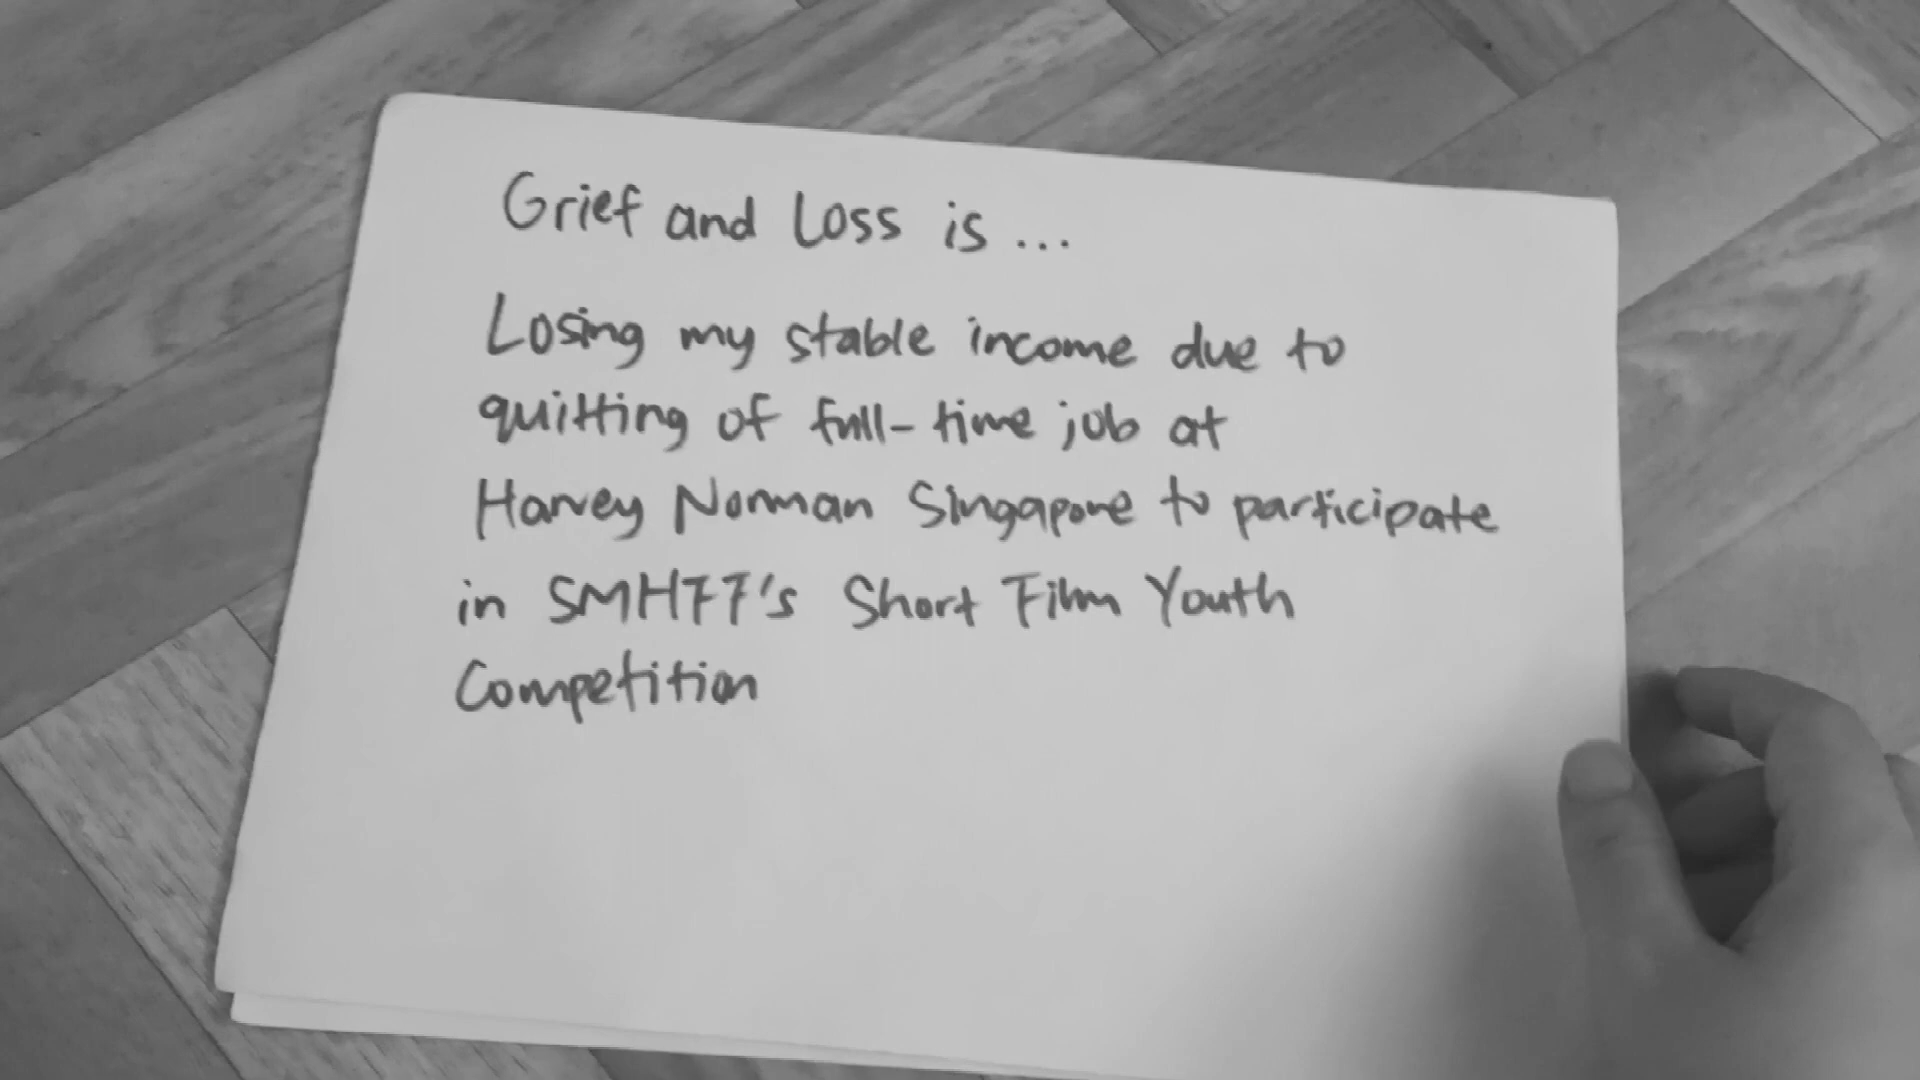 Grief and Loss is ...
Losing my stable income due to
quitting of full-time job at
Harvey Norman Singapore to participate
in SMHFF's Short Film Youth
Competition